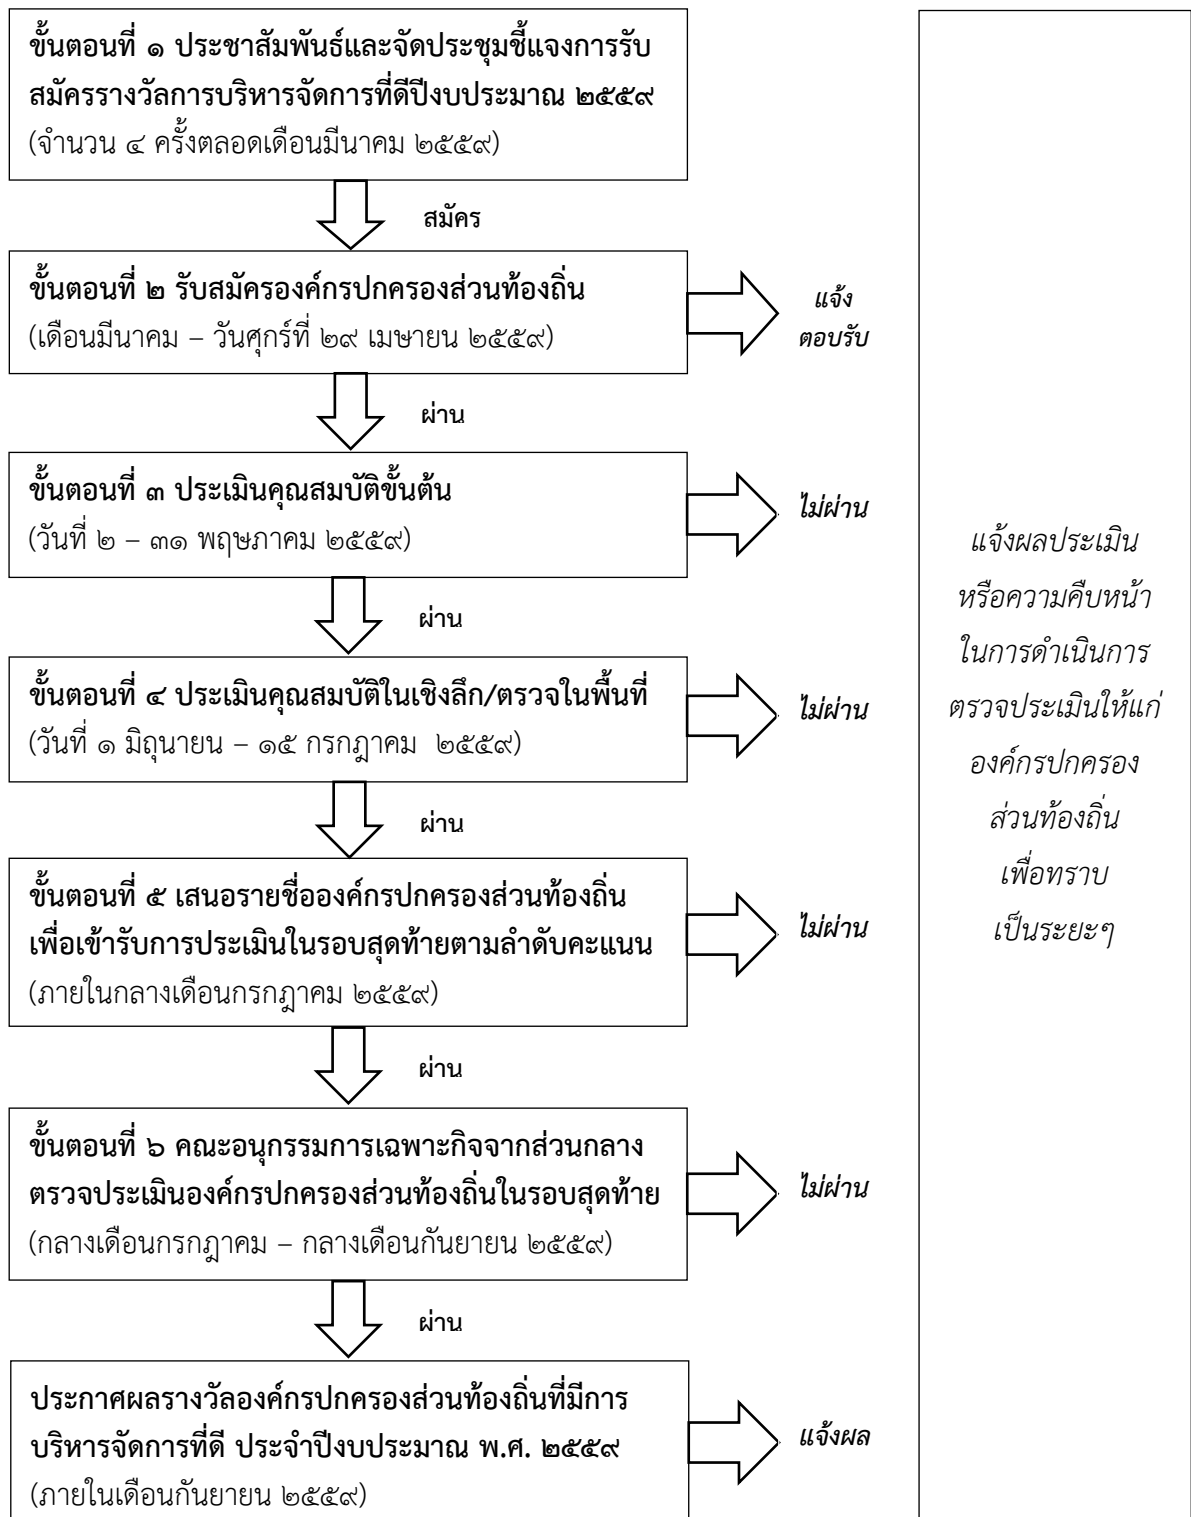 ขั้นตอนที่ ๑ ประชาสัมพันธ์และจัดประชุมชี้แจงการรับ
สมัครรางวัลการบริหารจัดการที่ดีปีงบประมาณ ๒๕๕๙
(จำนวน ๔ ครั้งตลอดเดือนมีนาคม ๒๕๕๙)
สมัคร
ขั้นตอนที่ ๒ รับสมัครองค์กรปกครองส่วนท้องถิ่น
(เดือนมีนาคม – วันศุกร์ที่ ๒๙ เมษายน ๒๕๕๙)
แจ้ง
ตอบรับ
ผ่าน
ขั้นตอนที่ ๓ ประเมินคุณสมบัติขั้นต้น
(วันที่ ๒ – ๓๑ พฤษภาคม ๒๕๕๙)
ไม่ผ่าน
ผ่าน
ขั้นตอนที่ ๔ ประเมินคุณสมบัติในเชิงลึก/ตรวจในพื้นที่
(วันที่ ๑ มิถุนายน – ๑๕ กรกฎาคม ๒๕๕๙)
ไม่ผ่าน
ผ่าน
ขั้นตอนที่ ๕ เสนอรายชื่อองค์กรปกครองส่วนท้องถิ่น
เพื่อเข้ารับการประเมินในรอบสุดท้ายตามลำดับคะแนน
(ภายในกลางเดือนกรกฎาคม ๒๕๕๙)
ไม่ผ่าน
ผ่าน
ขั้นตอนที่ ๖ คณะอนุกรรมการเฉพาะกิจจากส่วนกลาง
ตรวจประเมินองค์กรปกครองส่วนท้องถิ่นในรอบสุดท้าย
(กลางเดือนกรกฎาคม – กลางเดือนกันยายน ๒๕๕๙)
ไม่ผ่าน
ผ่าน
ประกาศผลรางวัลองค์กรปกครองส่วนท้องถิ่นที่มีการ
บริหารจัดการที่ดี ประจำปีงบประมาณ พ.ศ. ๒๕๕๙
(ภายในเดือนกันยายน ๒๕๕๙)
แจ้งผล
แจ้งผลประเมิน
หรือความคืบหน้า
ในการดำเนินการ
ตรวจประเมินให้แก่
องค์กรปกครอง
ส่วนท้องถิ่น
เพื่อทราบ
เป็นระยะๆ